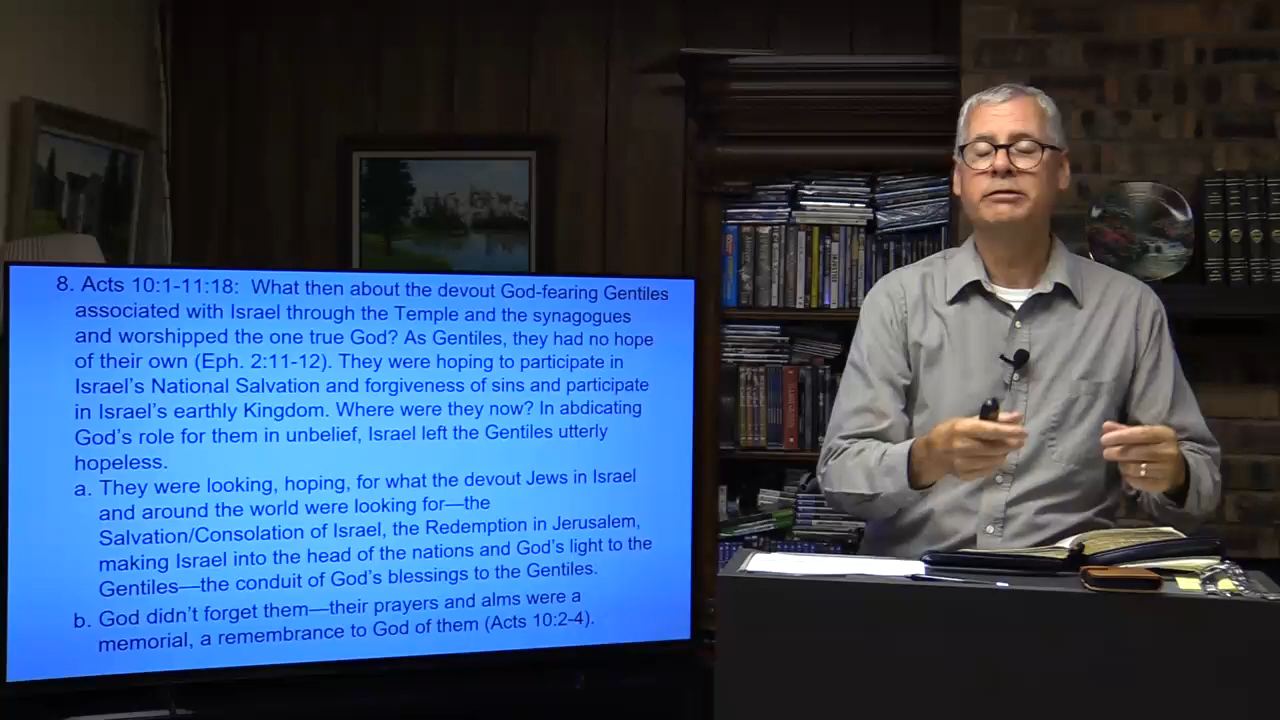 8. Acts 10:1-11:18: What then about the devout God-fearing Gentiles
associated with Israel through the Temple and the synagogues
and worshipped the one true God? As Gentiles, they had no hope
of their own (Eph. 2:11-12). They were hoping to participate in
Israel's National Salvation and forgiveness of sins and participate
in Israel's earthly Kingdom. Where were they now? In abdicating
God's role for them in unbelief, Israel left the Gentiles utterly
hopeless.
a. They were looking, hoping, for what the devout Jews in Israel
and around the world were looking for—the
Salvation/Consolation of Israel, the Redemption in Jerusalem,
making Israel into the head of the nations and God's light to the
Gentiles—the conduit of God's blessings to the Gentiles.
b. God didn't forget them—their prayers and alms were a
memorial, a remembrance to God of them (Acts 10:2-4).